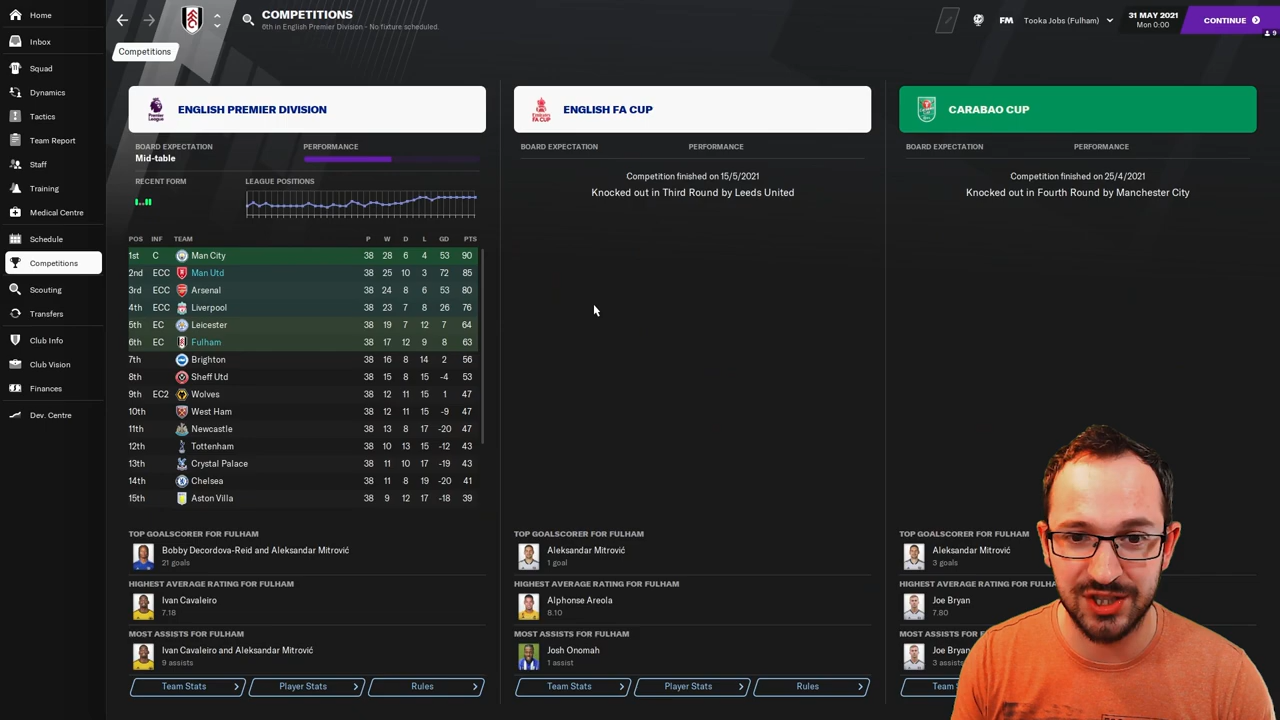 Home
Inbox
Squad
Dynamics
Tactics
Team Report
Staff
Training
Medical Centre
Schedule
Competitions
Scouting
Transfers
Club Info
Club Vision
Finances
Dev. Centre
COMPETITIONS
6th in English Premier Division - No fixture scheduled.
FM Tooka Jobs (Fulham)
31 MAY 2021
Mon 0:00
CONTINUE
9
Competitions
ENGLISH PREMIER DIVISION
BOARD EXPECTATION PERFORMANCE
Mid-table
RECENT FORM LEAGUE POSITIONS
POS INF TEAM P W D L GD PTS
1st C Man City 38 28 6 4 53 90
2nd ECC Man Utd 38 25 10 3 72 85
3rd ECC Arsenal 38 24 8 6 53 80
4th ECC Liverpool 38 23 7 8 26 76
5th EC Leicester 38 19 7 12 7 64
6th EC Fulham 38 17 12 9 8 63
7th Brighton 38 16 8 14 2 56
8th Sheff Utd 38 15 8 15 -4 53
9th EC2 Wolves 38 12 11 15 1 47
10th West Ham 38 12 11 15 -9 47
11th Newcastle 38 13 8 17 -20 47
12th Tottenham 38 10 13 15 -12 43
13th Crystal Palace 38 11 10 17 -19 43
14th Chelsea 38 11 8 19 -20 41
15th Aston Villa 38 9 12 17 -18 39
TOP GOALSCORER FOR FULHAM
Bobby Decordova-Reid and Aleksandar Mitrović
21 goals
HIGHEST AVERAGE RATING FOR FULHAM
Ivan Cavaleiro
7.18
MOST ASSISTS FOR FULHAM
Ivan Cavaleiro and Aleksandar Mitrović
9 assists
Team Stats Player Stats Rules
ENGLISH FA CUP
BOARD EXPECTATION PERFORMANCE
Competition finished on 15/5/2021
Knocked out in Third Round by Leeds United
TOP GOALSCORER FOR FULHAM
Aleksandar Mitrović
1 goal
HIGHEST AVERAGE RATING FOR FULHAM
Alphonse Areola
8.10
MOST ASSISTS FOR FULHAM
Josh Onomah
1 assist
Team Stats Player Stats Rules
CARABAO CUP
BOARD EXPECTATION PERFORMANCE
Competition finished on 25/4/2021
Knocked out in Fourth Round by Manchester City
TOP GOALSCORER FOR FULHAM
Aleksandar Mitrović
3 goals
HIGHEST AVERAGE RATING FOR FULHA
Joe Bryan
7.80
MOST ASSISTS FOR F
Joe Bryan
3 assists
Team